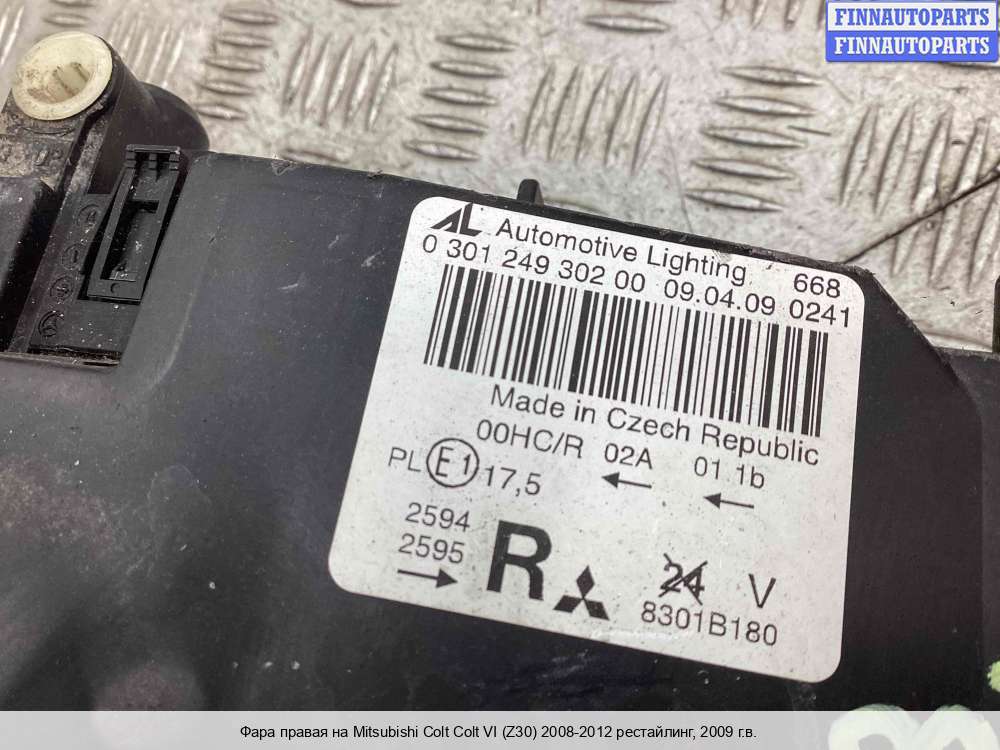 FINNAUTOPARTS
FINNAUTOPARTS
UP
AL Automotive Lighting 668
0 301 249 302 00 09.04.09 0241
Made in Czech Republic
00HC/R 02A 01 1b
PL E1 17,5
2594
2595
R 24 V
8301B180
Фара правая на Mitsubishi Colt Colt VI (Z30) 2008-2012 рестайлинг, 2009 г.в.